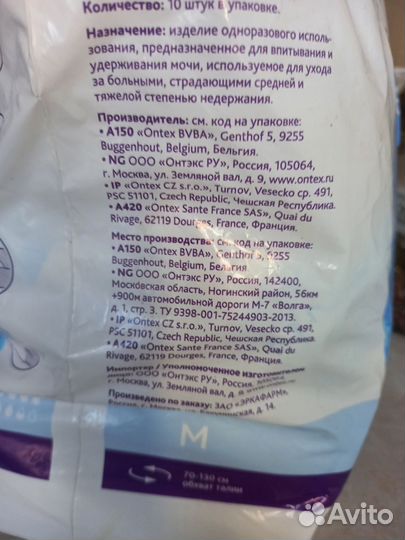 Количество: 10 штук в упаковке.
Назначение: изделие одноразового исполь-
зования, предназначенное для впитывания и
удерживания мочи, используемое для ухода
за больными, страдающими средней и
тяжелой степенью недержания.
Производитель: см. код на упаковке:
• A150 «Ontex BVBA», Genthof 5, 9255
Buggenhout, Belgium, Бельгия.
• NG ООО «Онтэкс РУ», Россия, 105064,
г. Москва, ул. Земляной вал, д. 9, www.ontex.ru
• IP «Ontex CZ s.r.o.», Turnov, Vesecko cp. 491,
PSC 51101, Czech Republic, Чешская Республика.
• A420 «Ontex Sante France SAS», Quai du
Rivage, 62119 Dourges, France, Франция.
Место производства: см. код на упаковке:
• A150 «Ontex BVBA», Genthof 5, 9255
Buggenhout, Belgium, Бельгия
• NG ООО «Онтэкс РУ», Россия, 142400,
Московская область, Ногинский район, 56км
+900м автомобильной дороги М-7 «Волга»,
д. 1, стр. 3. ТУ 9398-001-75244903-2013.
• IP «Ontex CZ s.r.o.», Turnov, Vesecko cp. 491,
PSC 51101, Czech Republic, Чешская Республика.
• A420 «Ontex Sante France SAS», Quai du
Rivage, 62119 Dourges, France, Франция.
Импортер / Уполномоченное изготовителем
лицо: ООО «Онтэкс РУ», Россия,
г. Москва, ул. Земляной вал, д. 9,
Произведено по заказу: ЗАО «ЭРКАФАРМ»,
Россия, г. Москва, ул. д. 14.
M
70-130 см
обхват талии
Avito